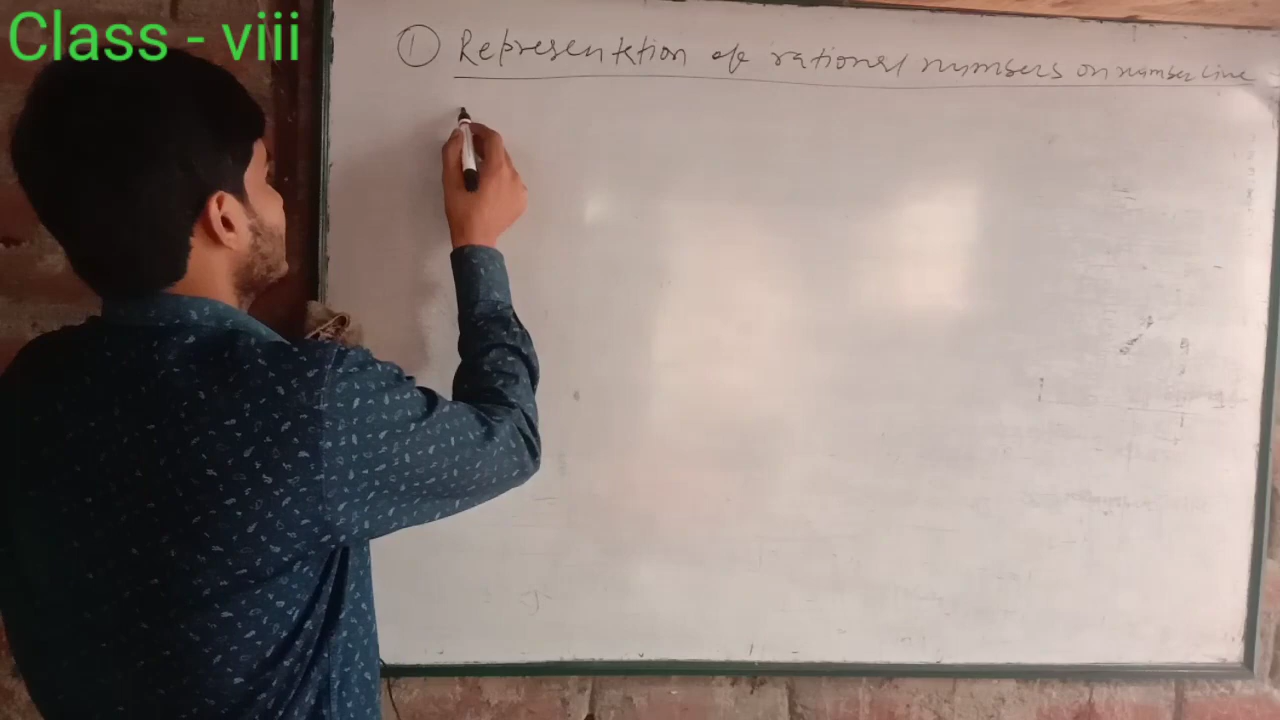 Class - viii
① Representation of rational numbers on number line